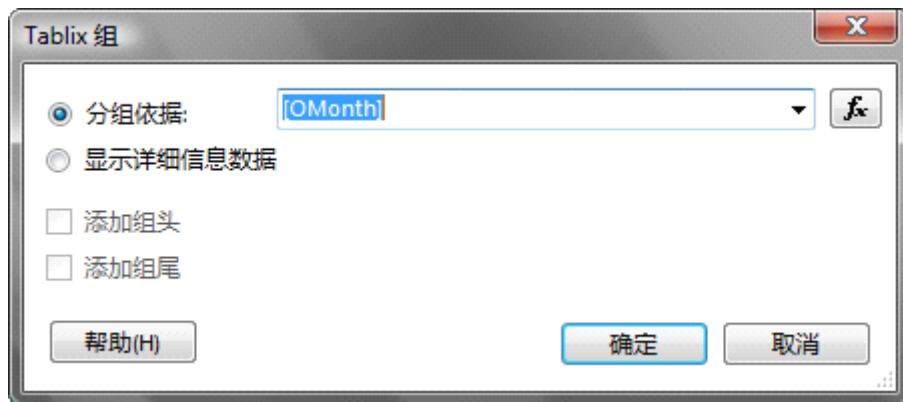 Tablix 组
分组依据: [OMonth] fx
显示详细信息数据
添加组头
添加组尾
帮助(H) 确定 取消